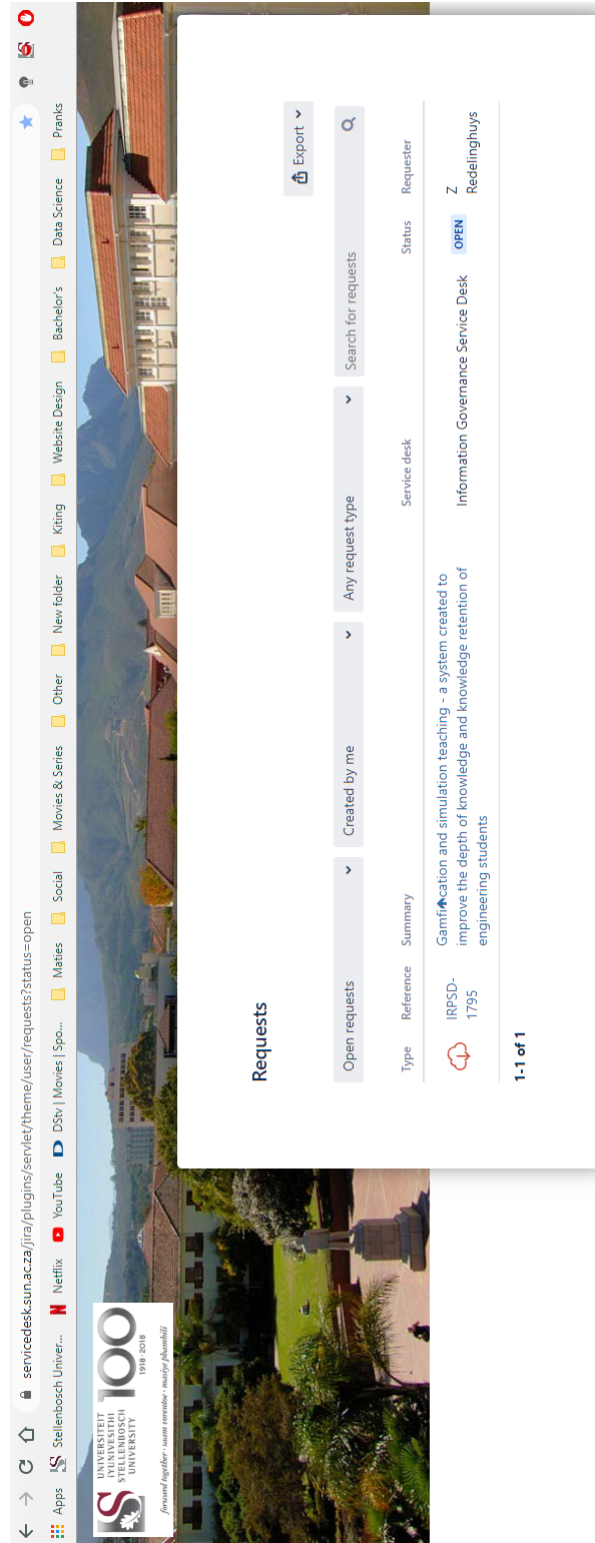 servicedesk.sun.ac.za/jira/plugins/servlet/theme/user/requests?status=open
Apps Stellenbosch Univer... Netflix YouTube DStv | Movies | Spo... Maties Social Movies & Series Other New folder Kiting Website Design Bachelor's Data Science Pranks
UNIVERSITEIT
iYUNIVESITHI
STELLENBOSCH
UNIVERSITY
100
1918·2018
forward together · saam vorentoe · masiye phambili
Requests
Export
Open requests Created by me Any request type Search for requests
Type Reference Summary Service desk Status Requester
IRPSD-
1795
Gamfication and simulation teaching - a system created to
improve the depth of knowledge and knowledge retention of
engineering students
Information Governance Service Desk
OPEN
Z
Redelinghuys
1-1 of 1